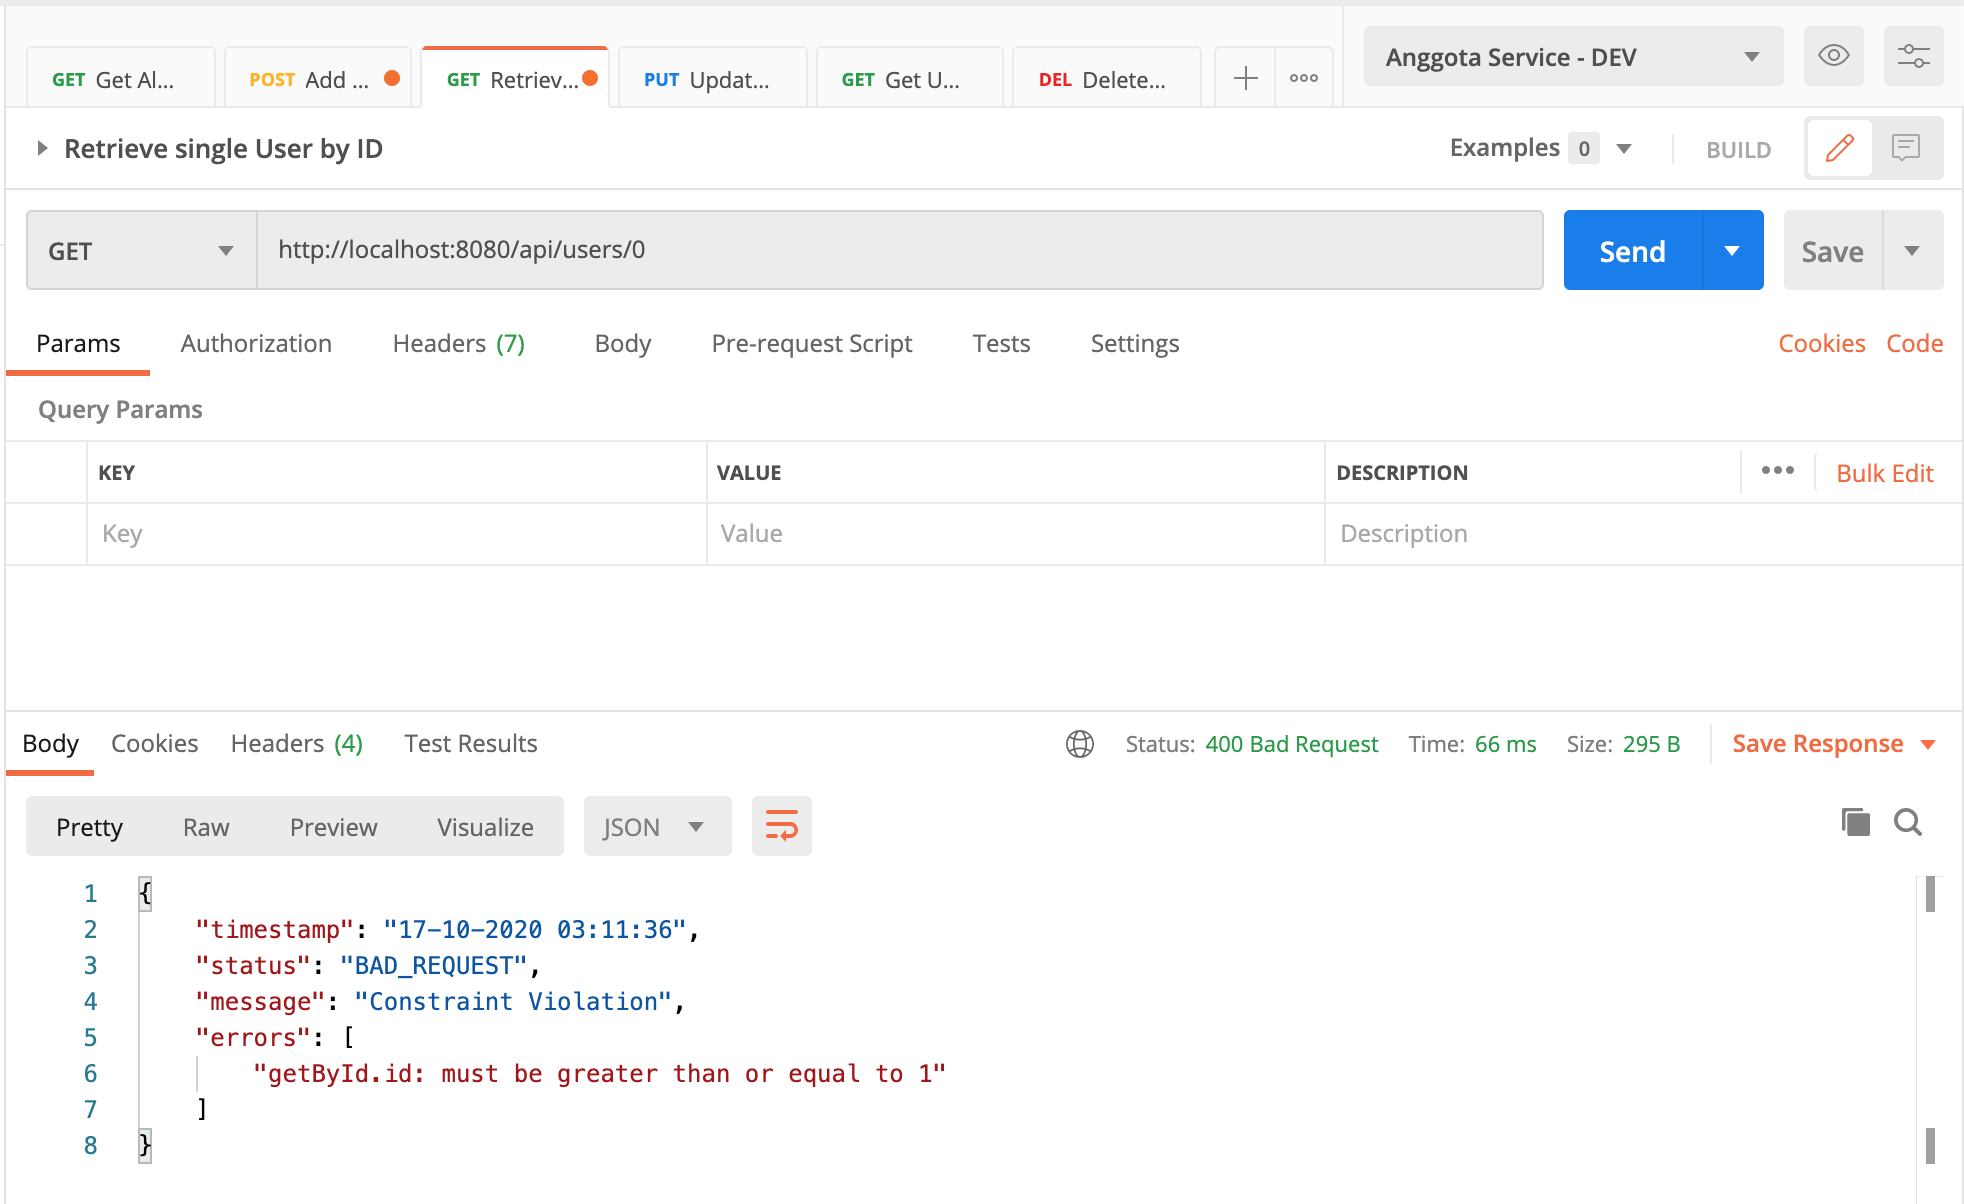 GET Get Al...
POST Add ...
GET Retriev...
PUT Updat...
GET Get U...
DEL Delete...
Anggota Service - DEV
Retrieve single User by ID
Examples 0
BUILD
GET
http://localhost:8080/api/users/0
Send
Save
Params
Authorization
Headers (7)
Body
Pre-request Script
Tests
Settings
Cookies
Code
Query Params
KEY
VALUE
DESCRIPTION
Bulk Edit
Key
Value
Description
Body
Cookies
Headers (4)
Test Results
Status: 400 Bad Request
Time: 66 ms
Size: 295 B
Save Response
Pretty
Raw
Preview
Visualize
JSON
1 {
2 "timestamp": "17-10-2020 03:11:36",
3 "status": "BAD_REQUEST",
4 "message": "Constraint Violation",
5 "errors": [
6 "getById.id: must be greater than or equal to 1"
7 ]
8 }